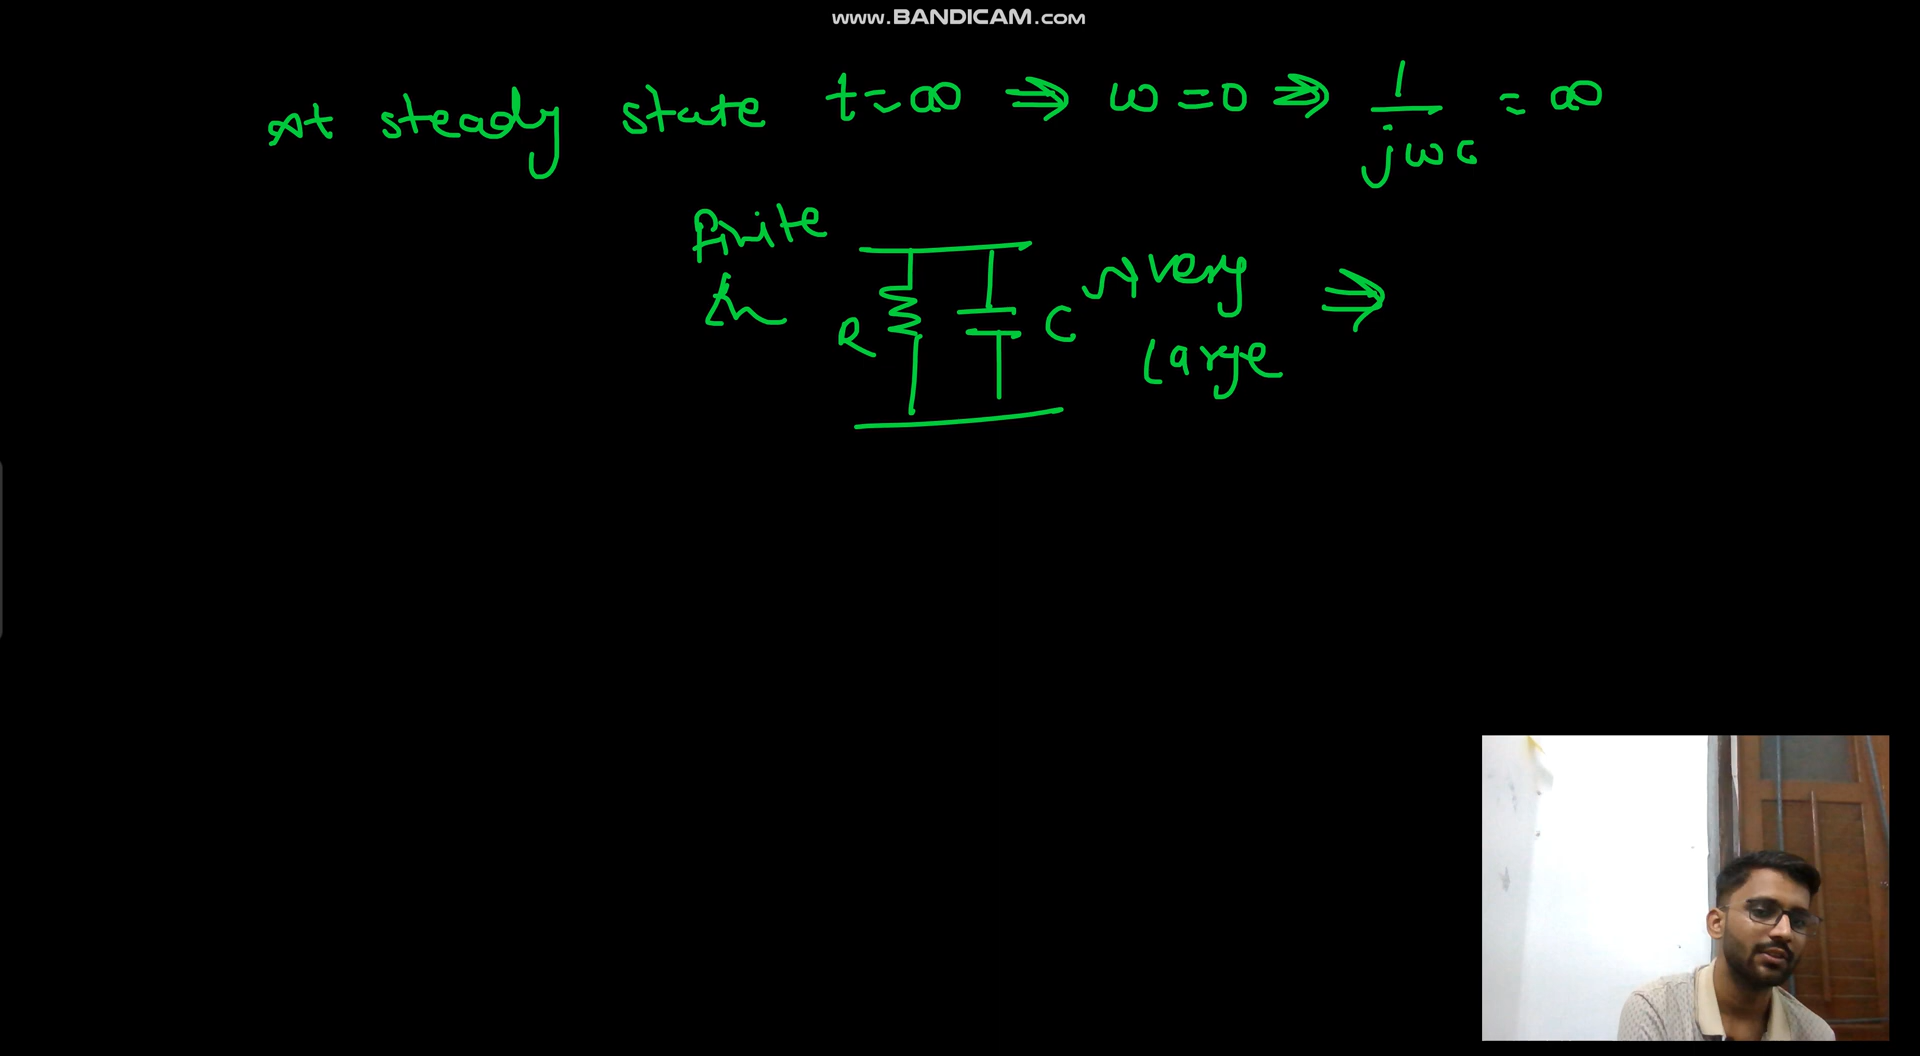 www.BANDICAM.com
At steady state t=∞ ⇒ ω=0 ⇒ 1/jωc = ∞
finite
R C very ⇒
large